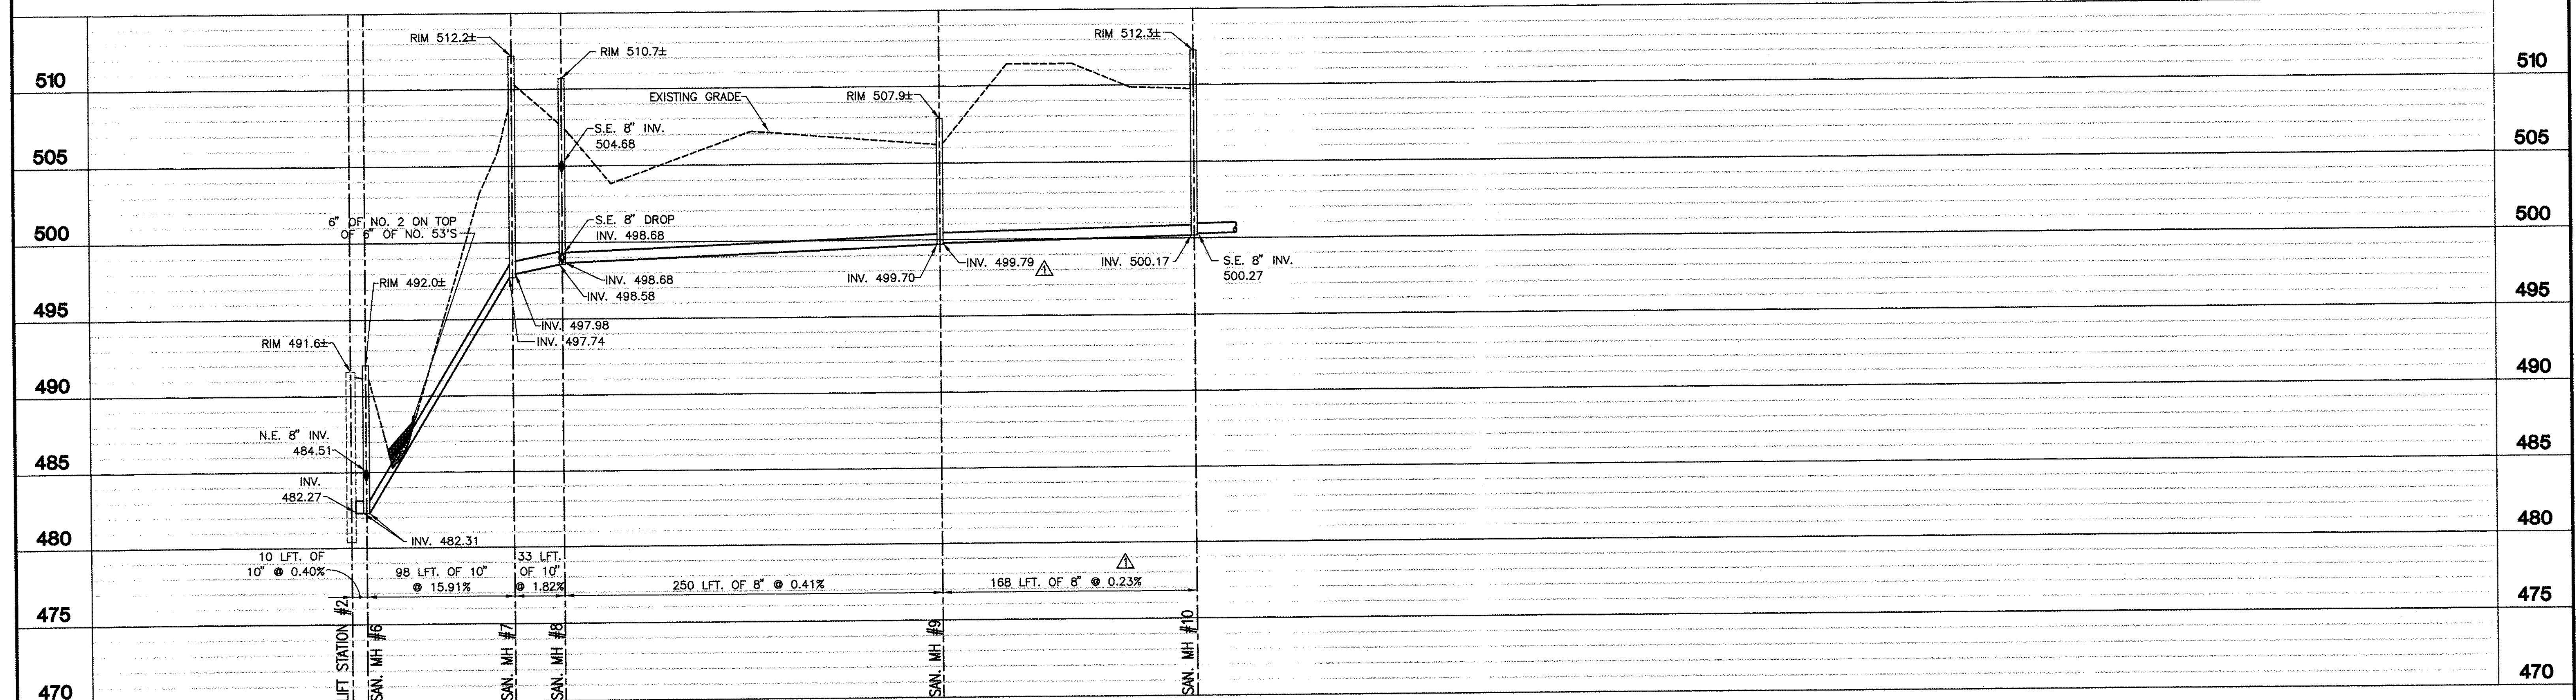 RIM 512.2±
RIM 510.7±
RIM 512.3±
510
510
EXISTING GRADE
RIM 507.9±
S.E. 8" INV.
504.68
505
505
6" OF NO. 2 ON TOP
OF 6" OF NO. 53'S
S.E. 8" DROP
INV. 498.68
500
500
INV. 499.70
INV. 499.79
1
INV. 500.17
S.E. 8" INV.
500.27
RIM 492.0±
INV. 498.68
INV. 498.58
495
495
INV. 497.98
INV. 497.74
RIM 491.6±
490
490
N.E. 8" INV.
484.51
485
485
INV.
482.27
INV. 482.31
480
480
10 LFT. OF
10" @ 0.40%
98 LFT. OF 10"
@ 15.91%
33 LFT.
OF 10"
@ 1.82%
250 LFT. OF 8" @ 0.41%
1
168 LFT. OF 8" @ 0.23%
475
475
LIFT STATION #2
SAN. MH #6
SAN. MH #7
SAN. MH #8
SAN. MH #9
SAN. MH #10
470
470